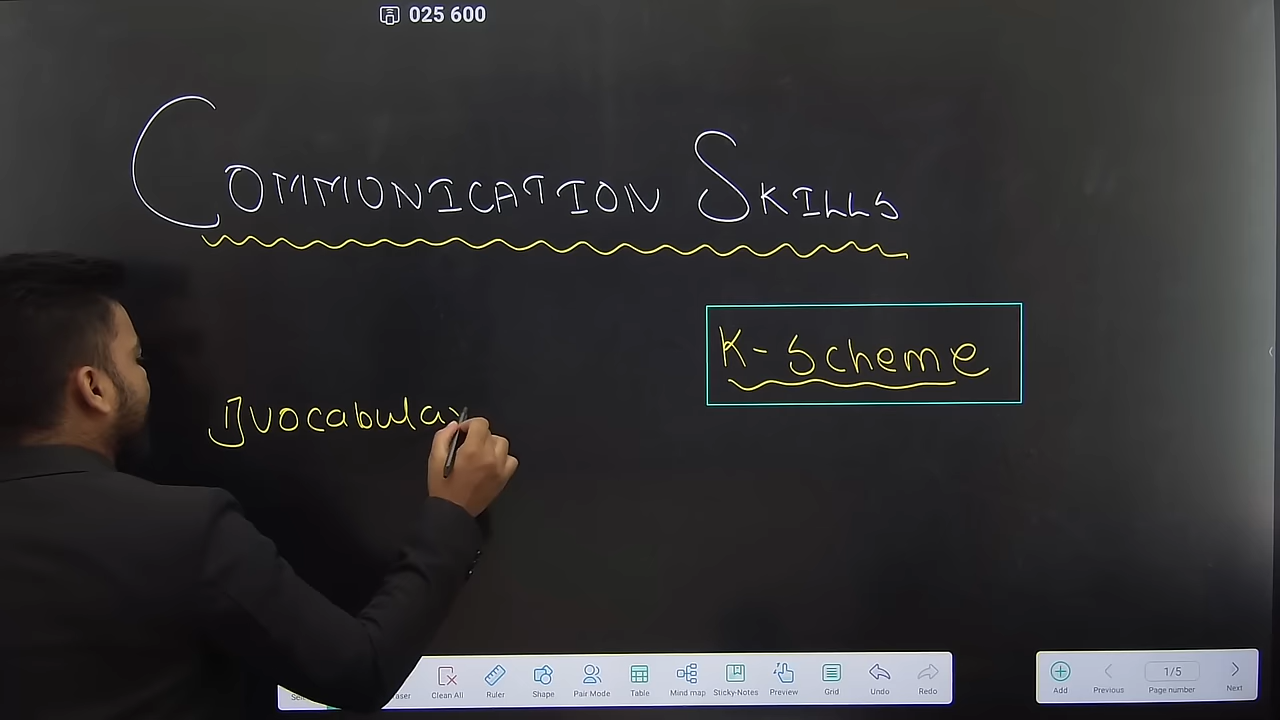 025 600
COMMUNICATION SKILLS
K- Scheme
1) vocabula
Clean All
Ruler
Shape
Pair Mode
Table
Mind map
Sticky-Notes
Preview
Grid
Undo
Redo
Add
Previous
1/5
Page number
Next